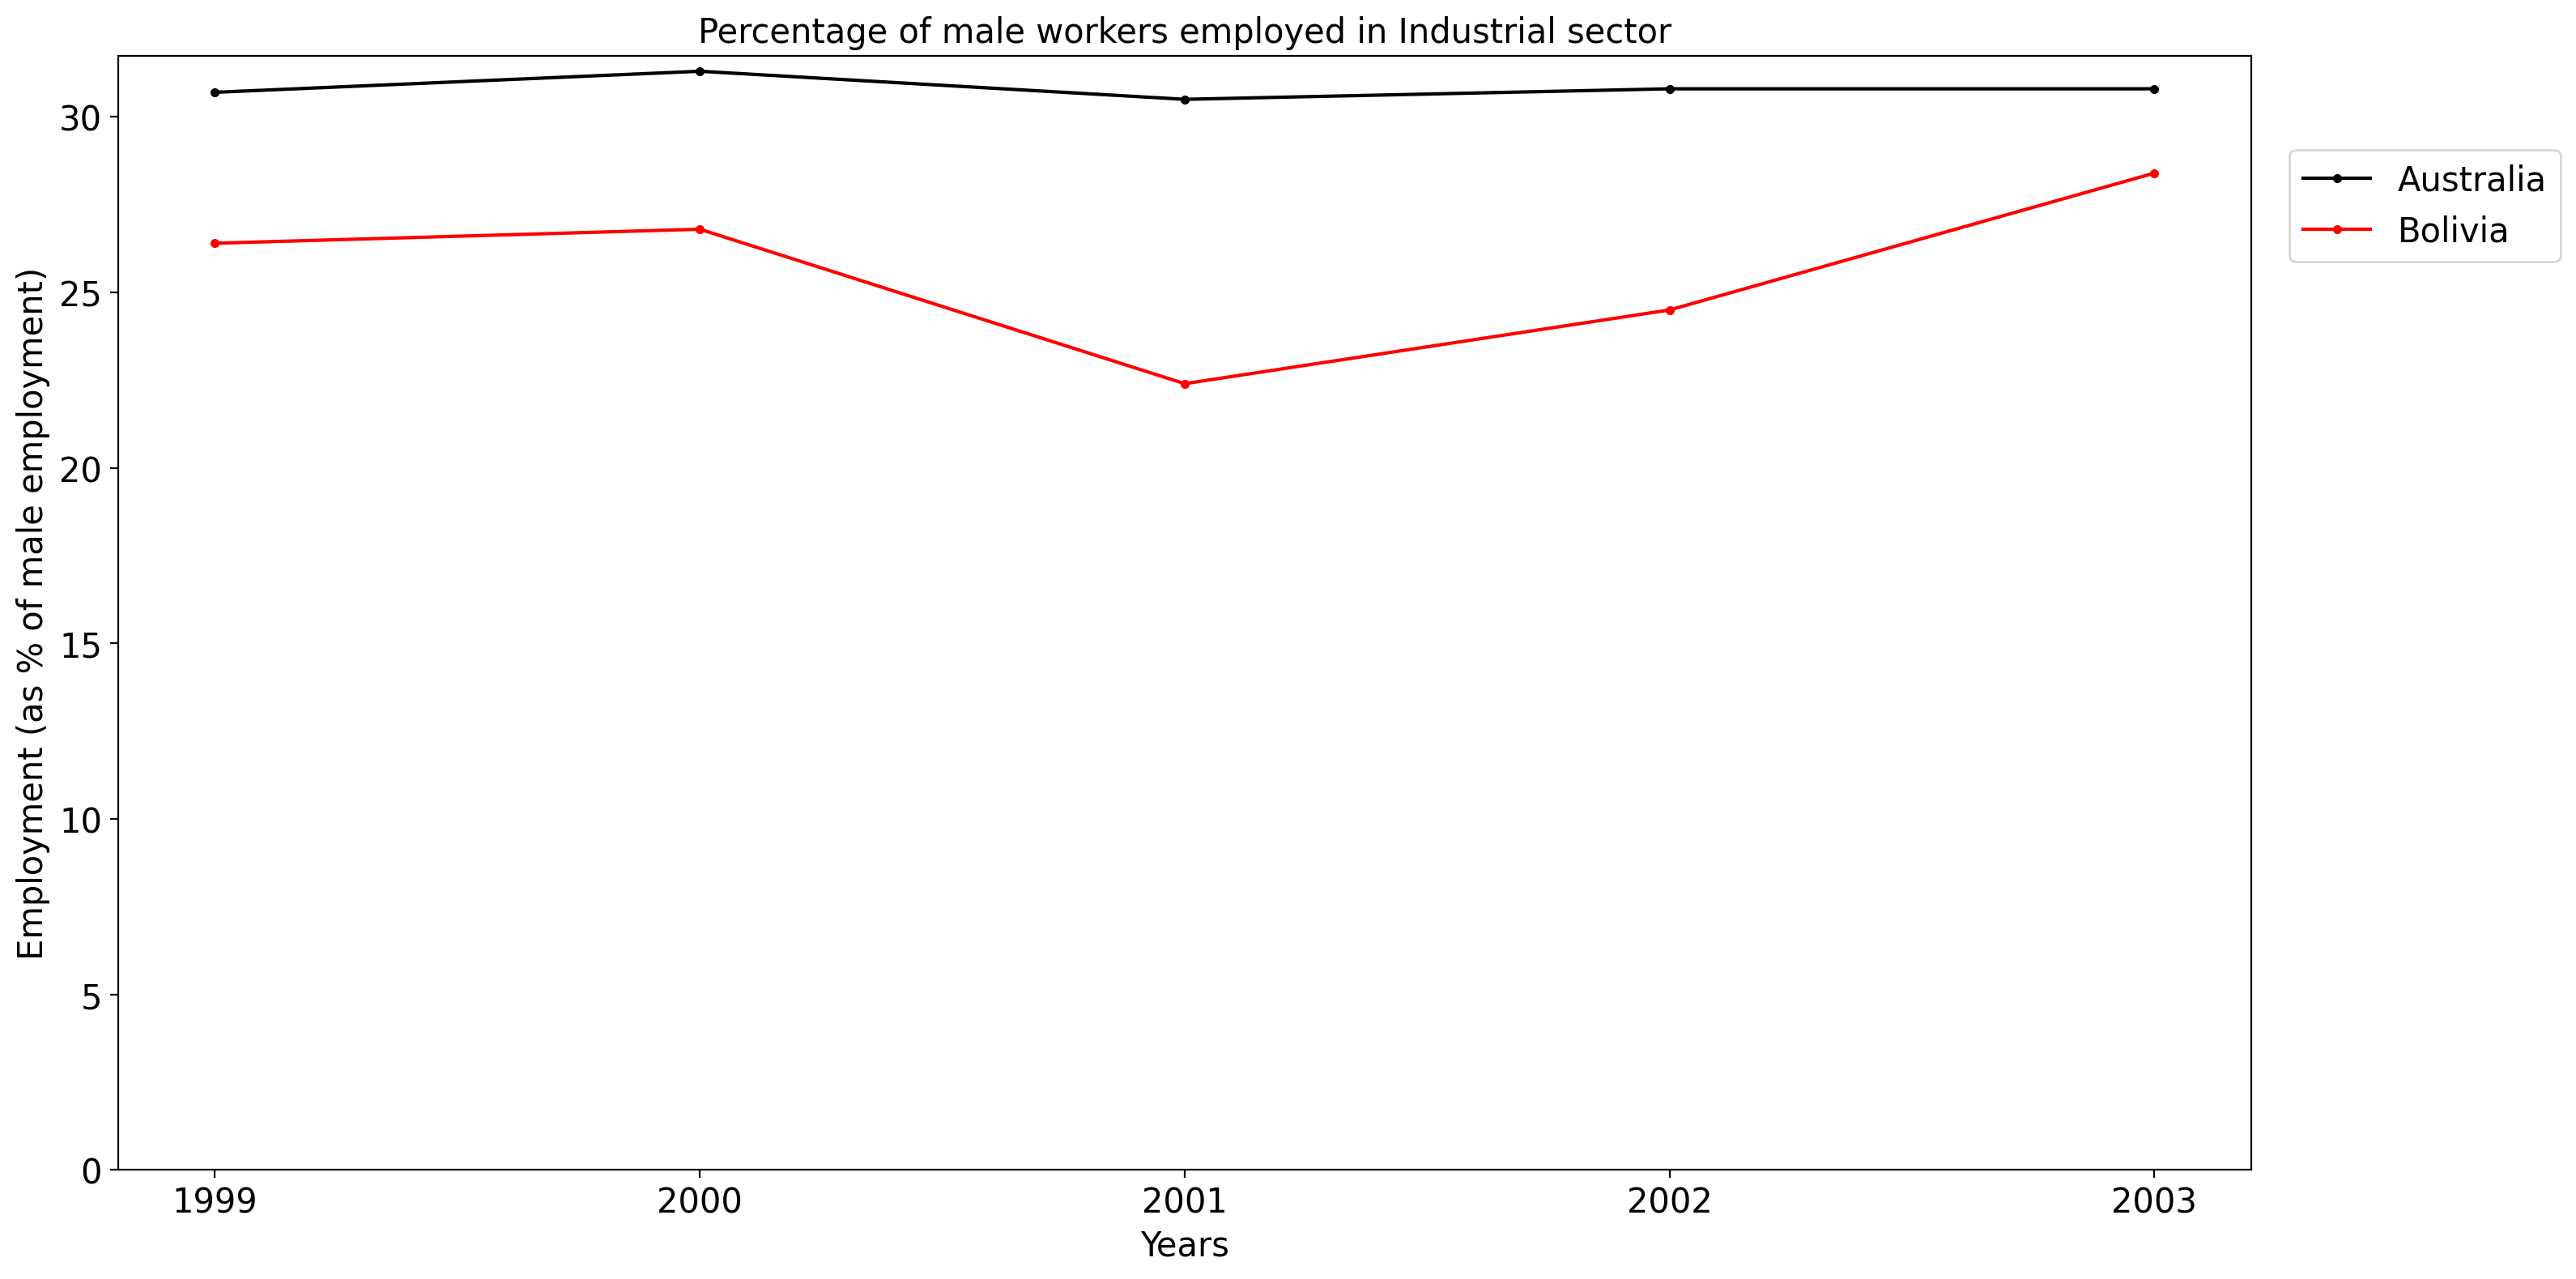 Percentage of male workers employed in Industrial sector
Employment (as % of male employment)
30
25
20
15
10
5
0
1999 2000 2001 2002 2003
Years
Australia
Bolivia